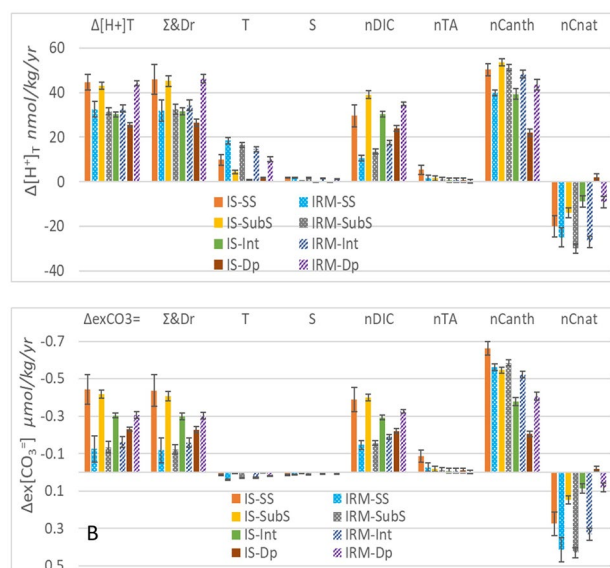 Δ[H+]T Σ&Dr T S nDIC nTA nCanth nCnat
60
40
20
0
-20
-40
Δ[H⁺]T nmol/kg/yr
IS-SS IRM-SS
IS-SubS IRM-SubS
IS-Int IRM-Int
IS-Dp IRM-Dp
ΔexCO3= Σ&Dr T S nDIC nTA nCanth nCnat
-0.7
-0.5
-0.3
-0.1
0.1
0.3
0.5
Δex[CO₃⁼] μmol/kg/yr
IS-SS IRM-SS
IS-SubS IRM-SubS
IS-Int IRM-Int
IS-Dp IRM-Dp
B